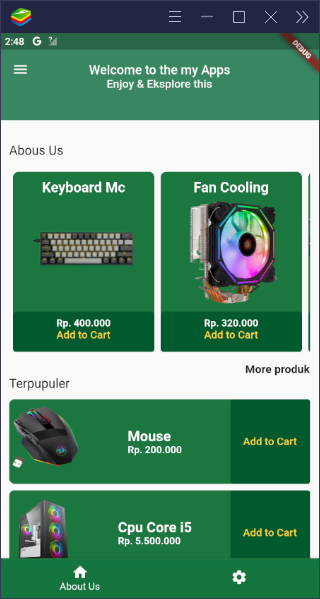 2:48 G
DEBUG
Welcome to the my Apps
Enjoy & Eksplore this
Abous Us
Keyboard Mc
Fan Cooling
Rp. 400.000
Add to Cart
Rp. 320.000
Add to Cart
More produk
Terpupuler
Mouse
Rp. 200.000
Add to Cart
Cpu Core i5
Rp. 5.500.000
Add to Cart
About Us